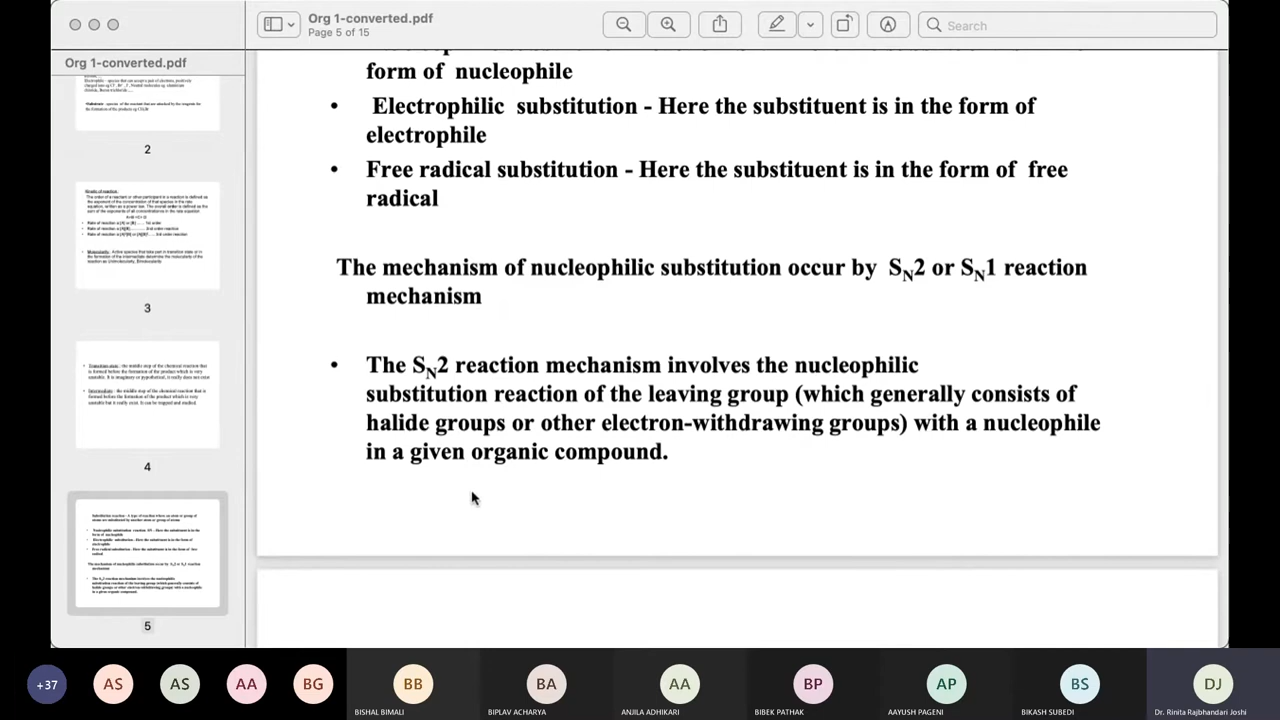 Org 1-converted.pdf
Page 5 of 15
Search
Org 1-converted.pdf
2
3
4
5
form of nucleophile
• Electrophilic substitution - Here the substituent is in the form of
electrophile
• Free radical substitution - Here the substituent is in the form of free
radical
The mechanism of nucleophilic substitution occur by SN2 or SN1 reaction
mechanism
• The SN2 reaction mechanism involves the nucleophilic
substitution reaction of the leaving group (which generally consists of
halide groups or other electron-withdrawing groups) with a nucleophile
in a given organic compound.
+37
AS
AS
AA
BG
BB
BA
AA
BP
AP
BS
DJ
BISHAL BIMALI
BIPLAV ACHARYA
ANJILA ADHIKARI
BIBEK PATHAK
AAYUSH PAGENI
BIKASH SUBEDI
Dr. Rinita Rajbhandari Joshi